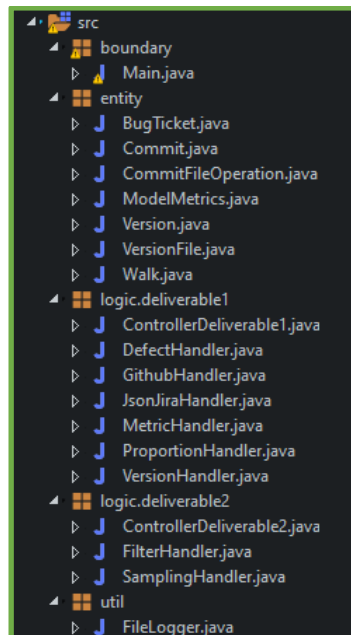 src
boundary
Main.java
entity
BugTicket.java
Commit.java
CommitFileOperation.java
ModelMetrics.java
Version.java
VersionFile.java
Walk.java
logic.deliverable1
ControllerDeliverable1.java
DefectHandler.java
GithubHandler.java
JsonJiraHandler.java
MetricHandler.java
ProportionHandler.java
VersionHandler.java
logic.deliverable2
ControllerDeliverable2.java
FilterHandler.java
SamplingHandler.java
util
FileLogger.java